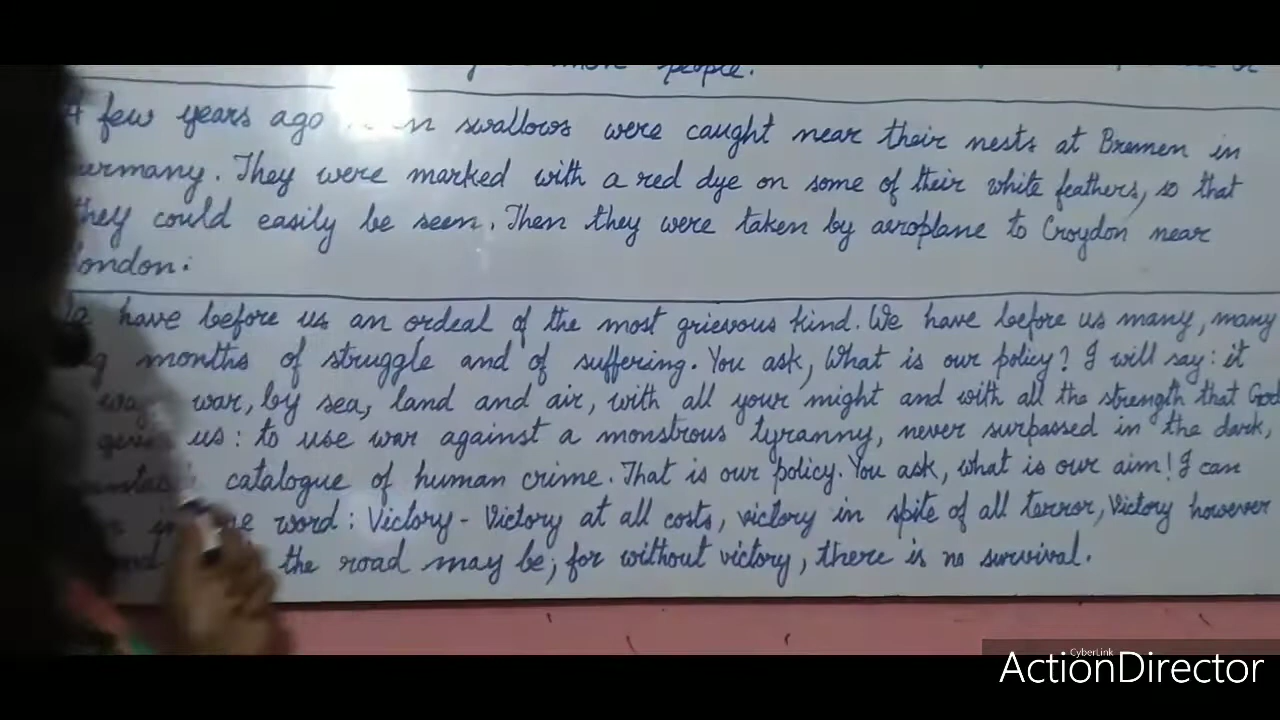 people.
few years ago swallows were caught near their nests at Bremen in
They were marked with a red dye on some of their white feathers, so that
they could easily be seen. Then they were taken by aeroplane to Croydon near
London:
have before us an ordeal of the most grievous kind. We have before us many, many
months of struggle and of suffering. You ask, What is our policy? I will say: it
war, by sea, land and air, with all your might and with all the strength that God
us: to use war against a monstrous tyranny, never surpassed in the dark,
catalogue of human crime. That is our policy. You ask, what is our aim! I can
word: Victory - Victory at all costs, victory in spite of all terror, Victory however
the road may be; for without victory, there is no survival.
CyberLink
ActionDirector